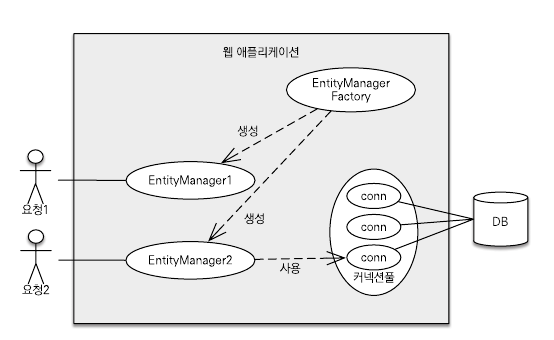 웹 애플리케이션
EntityManager
Factory
생성
EntityManager1
요청1
생성
conn
conn
conn
커넥션풀
DB
EntityManager2
사용
요청2